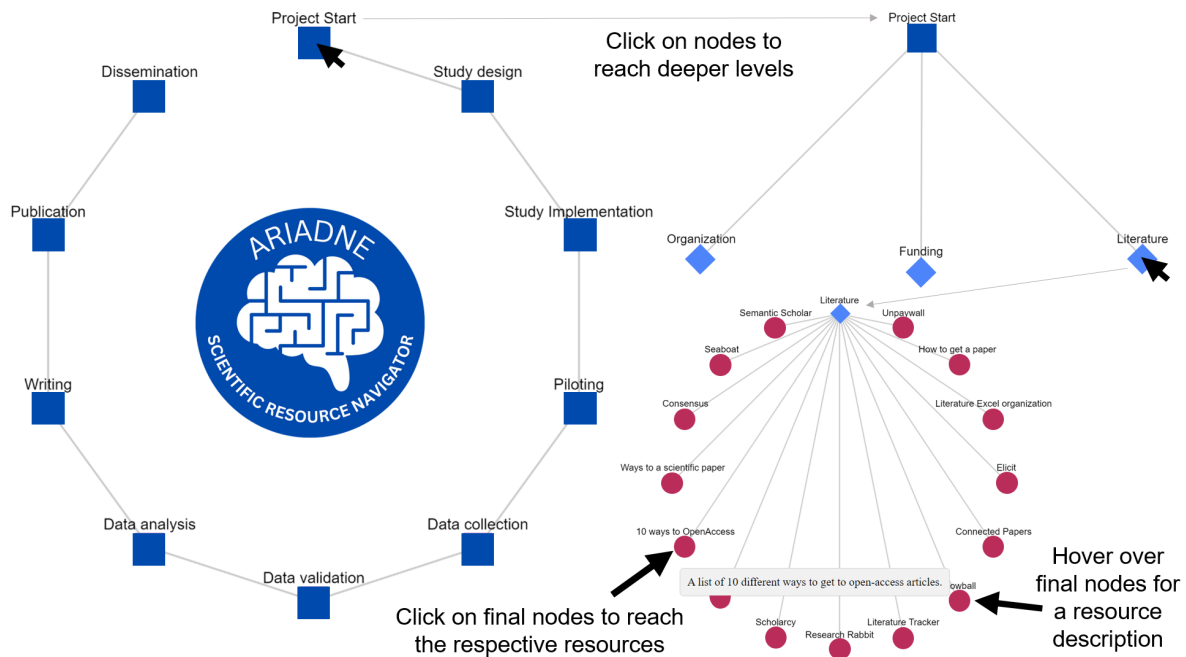 Project Start
Project Start
Click on nodes to
reach deeper levels
Dissemination
Study design
Publication
Study Implementation
ARIADNE
SCIENTIFIC RESOURCE NAVIGATOR
Writing
Piloting
Data analysis
Data collection
Data validation
Organization
Funding
Literature
Literature
Semantic Scholar
Unpaywall
Seaboat
How to get a paper
Consensus
Literature Excel organization
Ways to a scientific paper
Elicit
10 ways to OpenAccess
Connected Papers
A list of 10 different ways to get to open-access articles.
owball
Scholarcy
Research Rabbit
Literature Tracker
Click on final nodes to reach
the respective resources
Hover over
final nodes for
a resource
description